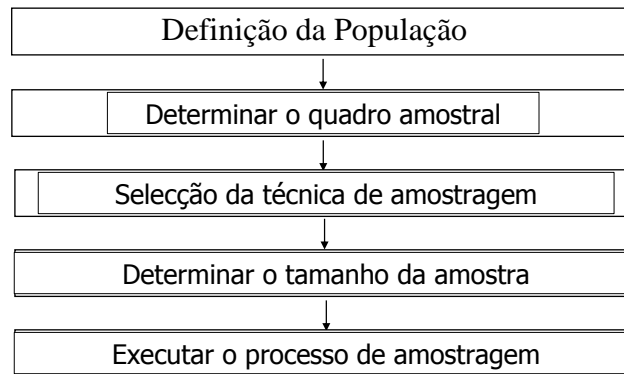 Definição da População
Determinar o quadro amostral
Selecção da técnica de amostragem
Determinar o tamanho da amostra
Executar o processo de amostragem